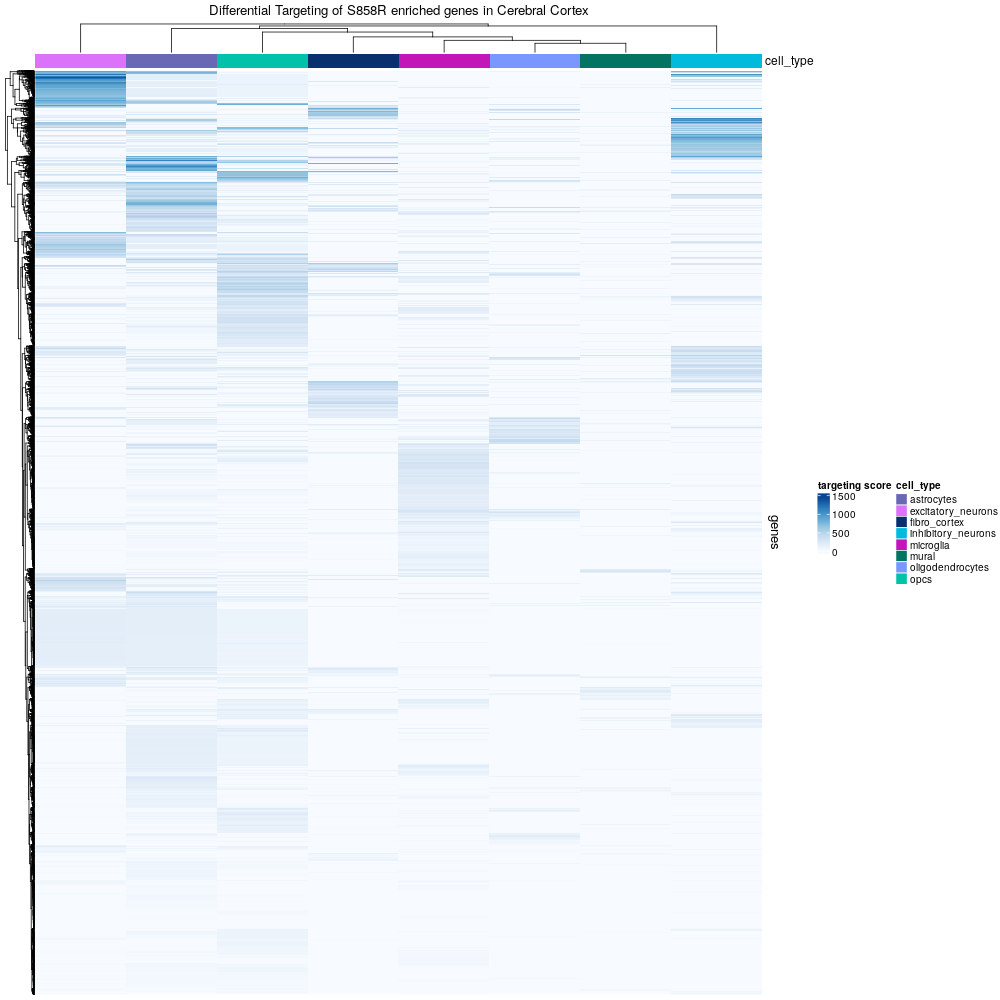 Differential Targeting of S858R enriched genes in Cerebral Cortex
cell_type
genes
targeting score
1500
1000
500
0
cell_type
astrocytes
excitatory_neurons
fibro_cortex
inhibitory_neurons
microglia
mural
oligodendrocytes
opcs